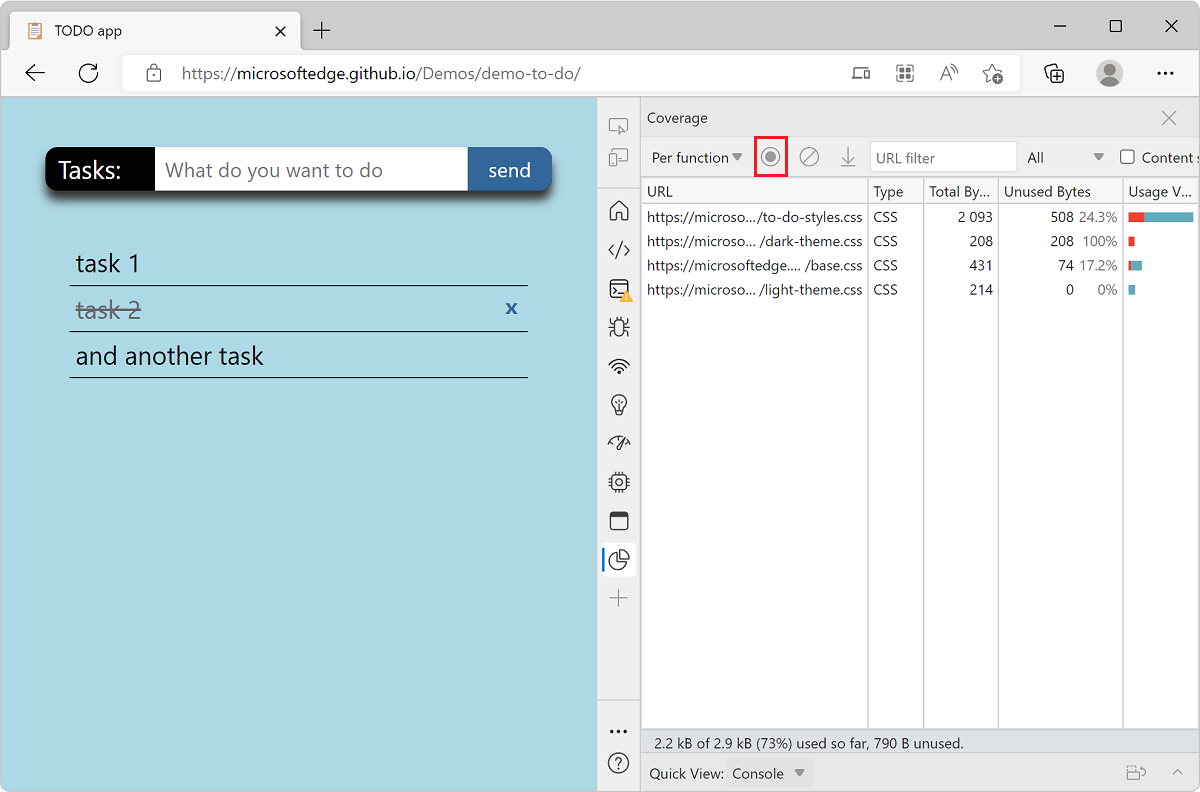 TODO app
https://microsoftedge.github.io/Demos/demo-to-do/
Tasks: What do you want to do send
task 1
task 2 x
and another task
Coverage
Per function URL filter All Content s
URL Type Total By... Unused Bytes Usage V...
https://microso... /to-do-styles.css CSS 2 093 508 24.3%
https://microso... /dark-theme.css CSS 208 208 100%
https://microsoftedge.... /base.css CSS 431 74 17.2%
https://microso... /light-theme.css CSS 214 0 0%
2.2 kB of 2.9 kB (73%) used so far, 790 B unused.
Quick View: Console